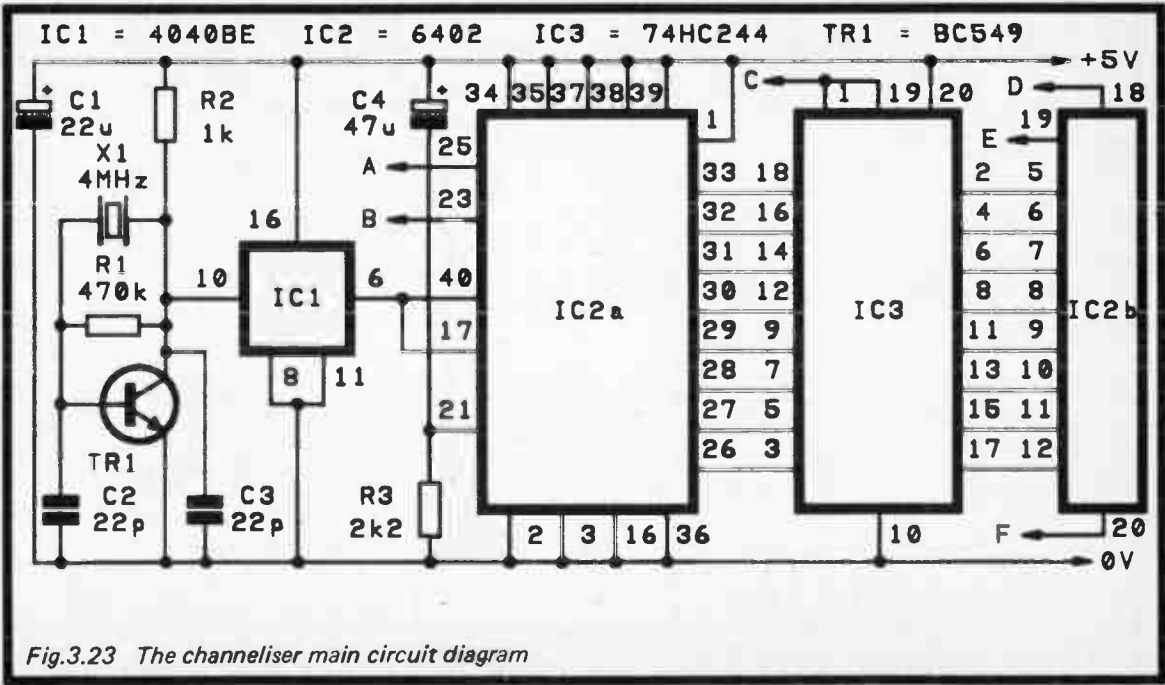 IC1 = 4040BE IC2 = 6402 IC3 = 74HC244 TR1 = BC549
+5V
C1
22u
R2
1k
C4
47u
34 35 37 38 39
C
1 19 20
D
18
X1
4MHz
25
A
1
19
E
23
B
33 18
2 5
16
32 16
4 6
R1
470k
10
IC1
6
40
31 14
6 7
30 12
8 8
IC2a
IC3
IC2b
17
29 9
11 9
8 11
28 7
13 10
21
27 5
15 11
TR1
26 3
17 12
C2
22p
C3
22p
R3
2k2
2 3 16 36
10
F
20
0V
Fig.3.23 The channeliser main circuit diagram